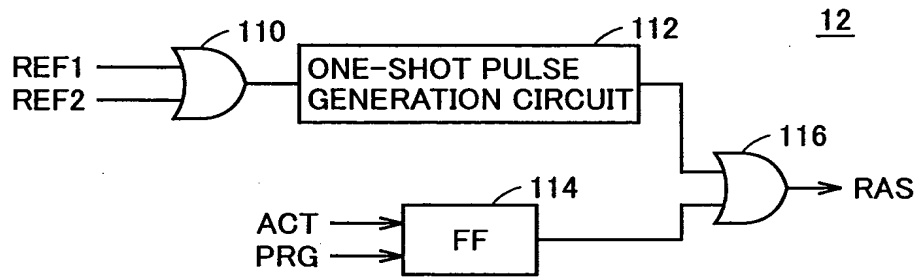 110
112
12
REF1
REF2
ONE-SHOT PULSE
GENERATION CIRCUIT
116
RAS
114
ACT
PRG
FF